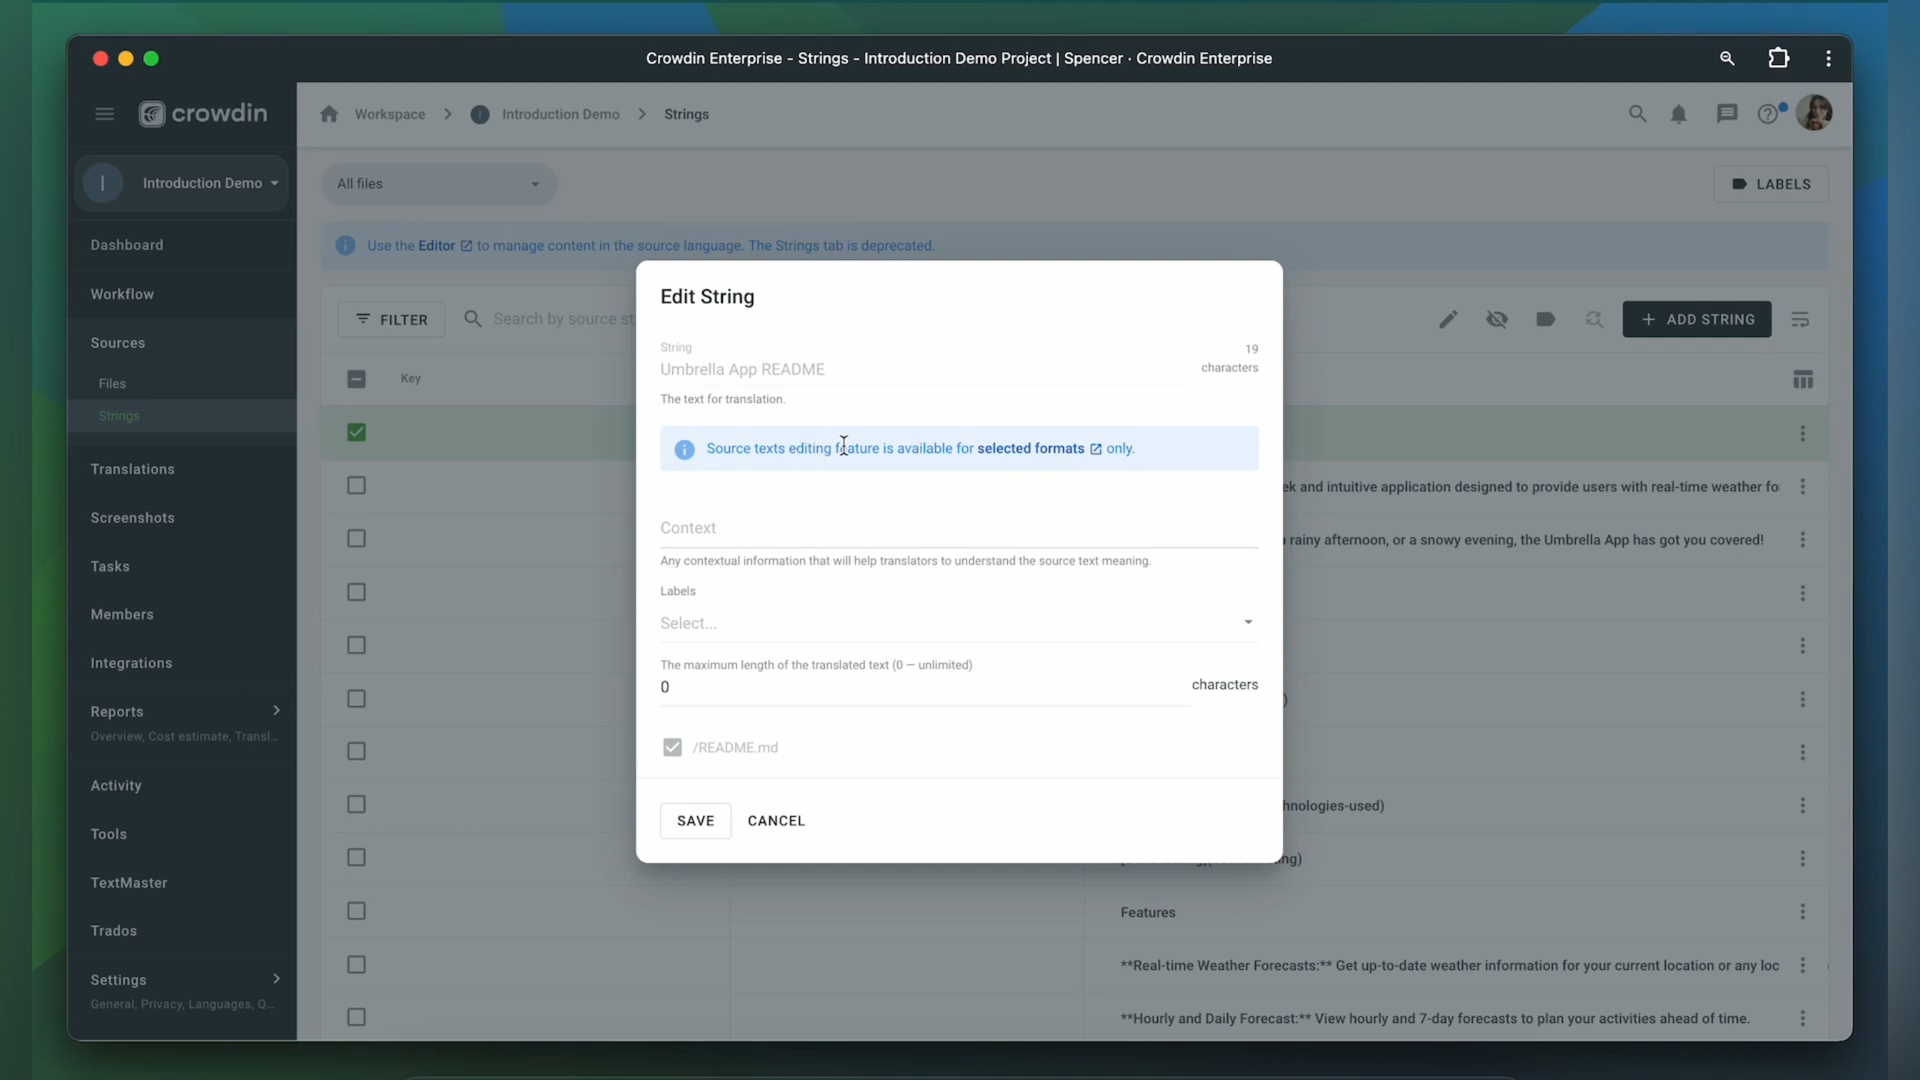 Crowdin Enterprise - Strings - Introduction Demo Project | Spencer · Crowdin Enterprise
crowdin
Workspace
Introduction Demo
Strings
I
Introduction Demo
All files
LABELS
Dashboard
Use the Editor to manage content in the source language. The Strings tab is deprecated.
Workflow
Edit String
FILTER
Search by source st
ADD STRING
Sources
String
Umbrella App README
19
characters
Key
Files
The text for translation.
Strings
Source texts editing feature is available for selected formats only.
Translations
ek and intuitive application designed to provide users with real-time weather fo
Screenshots
Context
rainy afternoon, or a snowy evening, the Umbrella App has got you covered!
Any contextual information that will help translators to understand the source text meaning.
Tasks
Labels
Select...
Members
The maximum length of the translated text (0 — unlimited)
0
characters
Integrations
)
Reports
Overview, Cost estimate, Transl...
/README.md
Activity
hnologies-used)
SAVE
CANCEL
Tools
ing)
TextMaster
Features
Trados
**Real-time Weather Forecasts:** Get up-to-date weather information for your current location or any loc
Settings
General, Privacy, Languages, Q...
**Hourly and Daily Forecast:** View hourly and 7-day forecasts to plan your activities ahead of time.